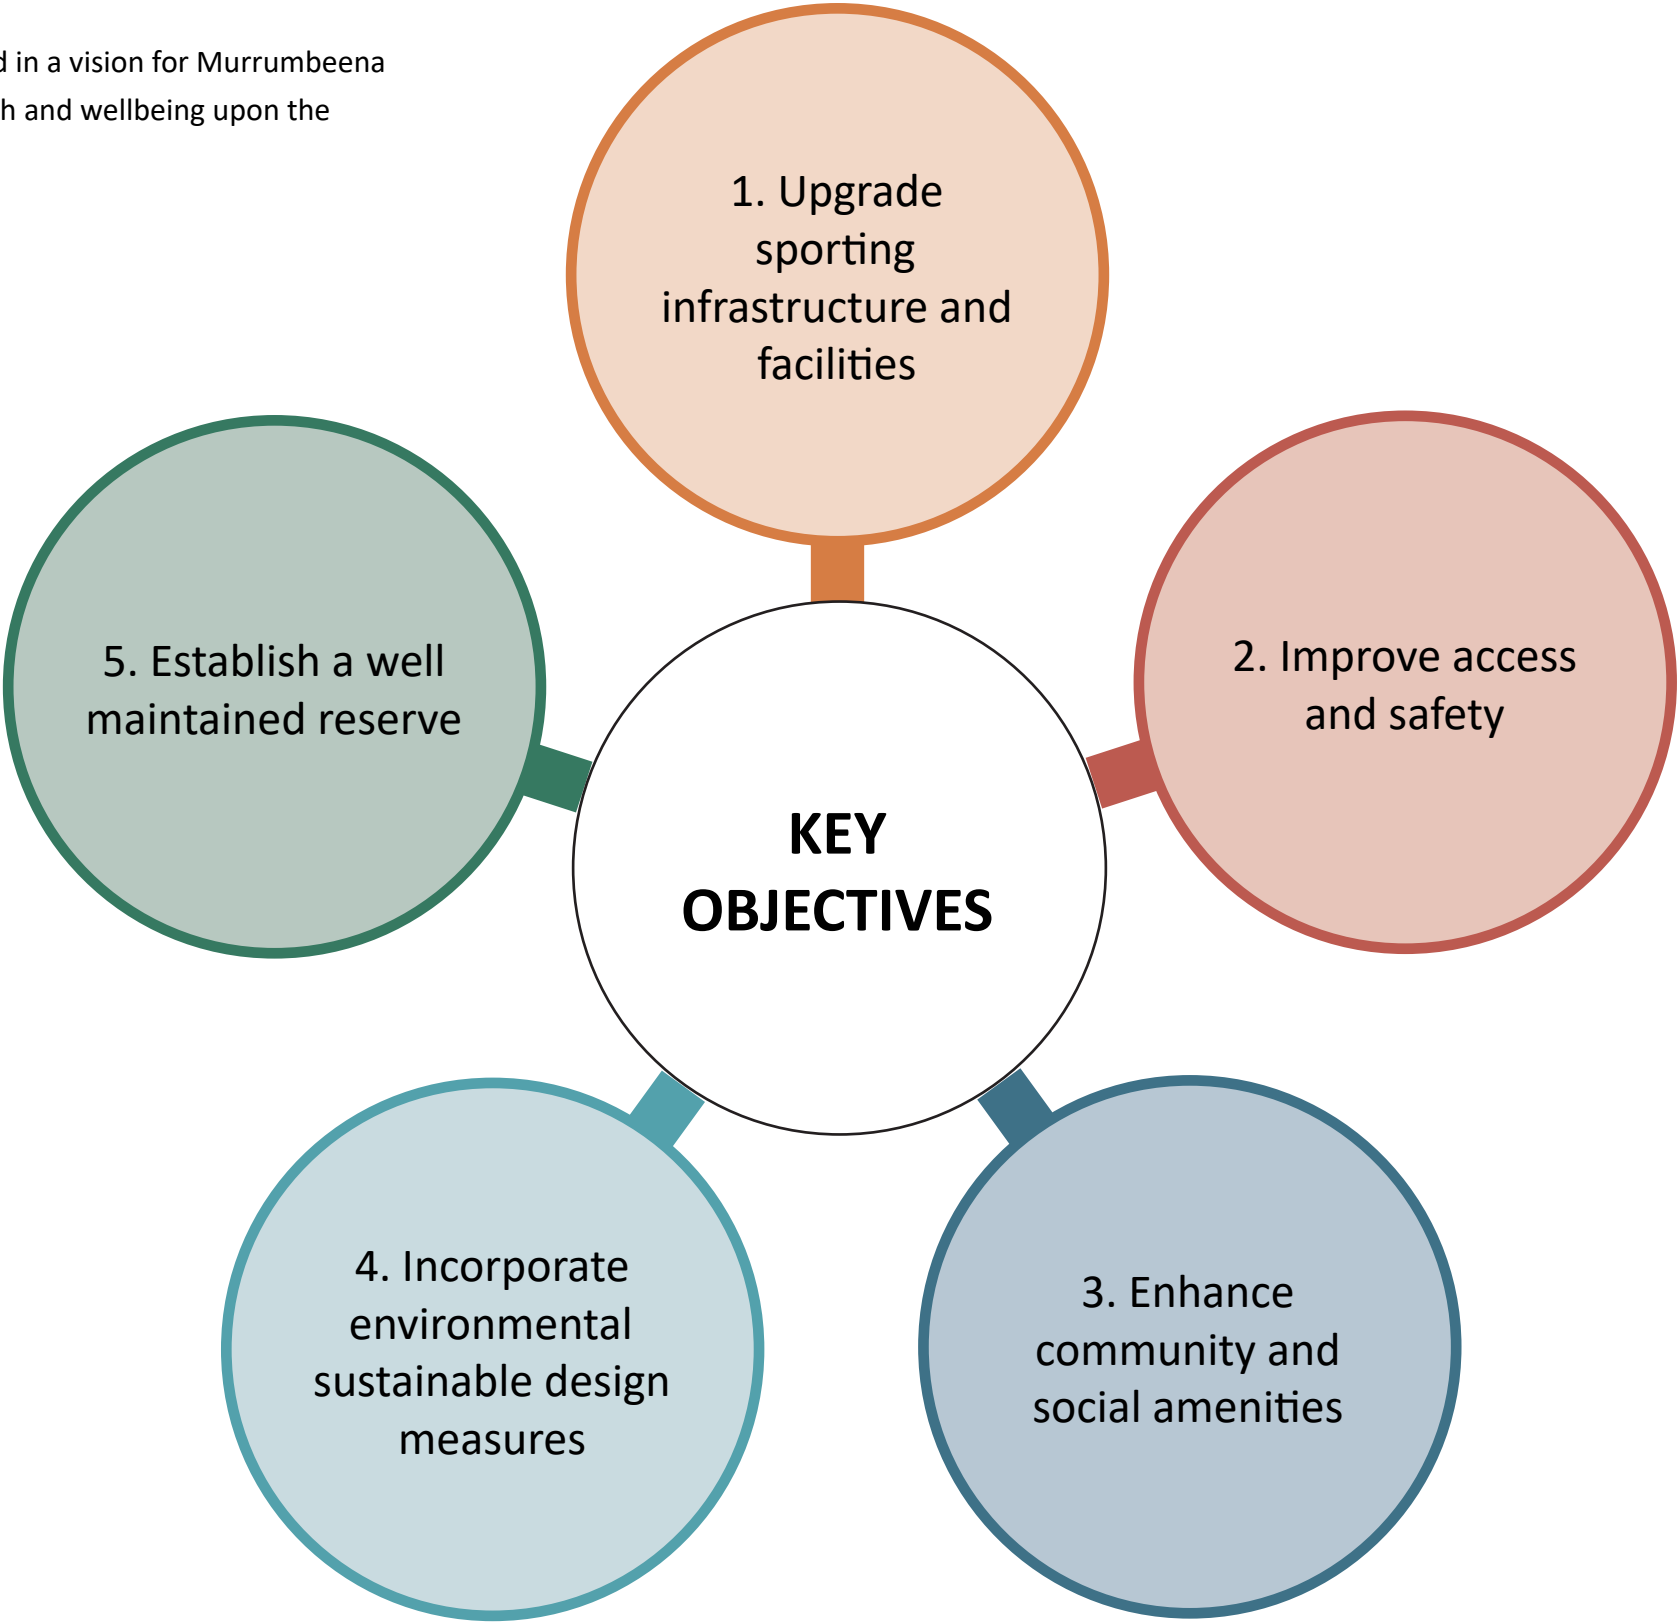 in a vision for Murrumbeena
and wellbeing upon the
1. Upgrade
sporting
infrastructure and
facilities
2. Improve access
and safety
KEY
OBJECTIVES
3. Enhance
community and
social amenities
4. Incorporate
environmental
sustainable design
measures
5. Establish a well
maintained reserve